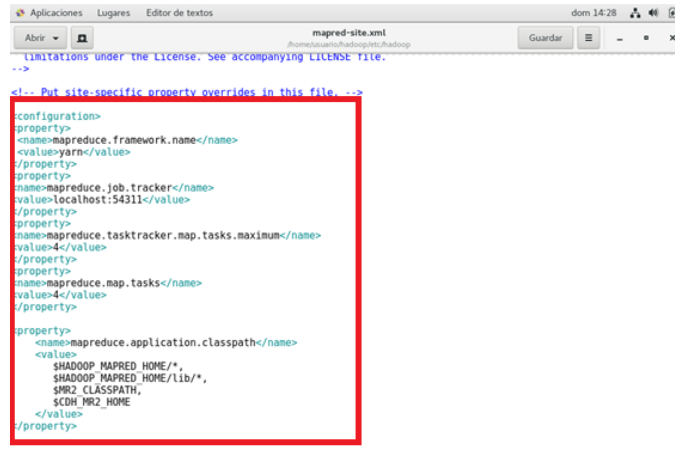 Aplicaciones Lugares Editor de textos dom 14:28
Abrir mapred-site.xml Guardar
/home/usuario/hadoop/etc/hadoop
limitations under the License. See accompanying LICENSE file.
-->
<!-- Put site-specific property overrides in this file. -->
<configuration>
<property>
<name>mapreduce.framework.name</name>
<value>yarn</value>
</property>
<property>
<name>mapreduce.job.tracker</name>
<value>localhost:54311</value>
</property>
<property>
<name>mapreduce.tasktracker.map.tasks.maximum</name>
<value>4</value>
</property>
<property>
<name>mapreduce.map.tasks</name>
<value>4</value>
</property>
<property>
<name>mapreduce.application.classpath</name>
<value>
$HADOOP_MAPRED_HOME/*,
$HADOOP_MAPRED_HOME/lib/*,
$MR2_CLASSPATH,
$CDH_MR2_HOME
</value>
</property>